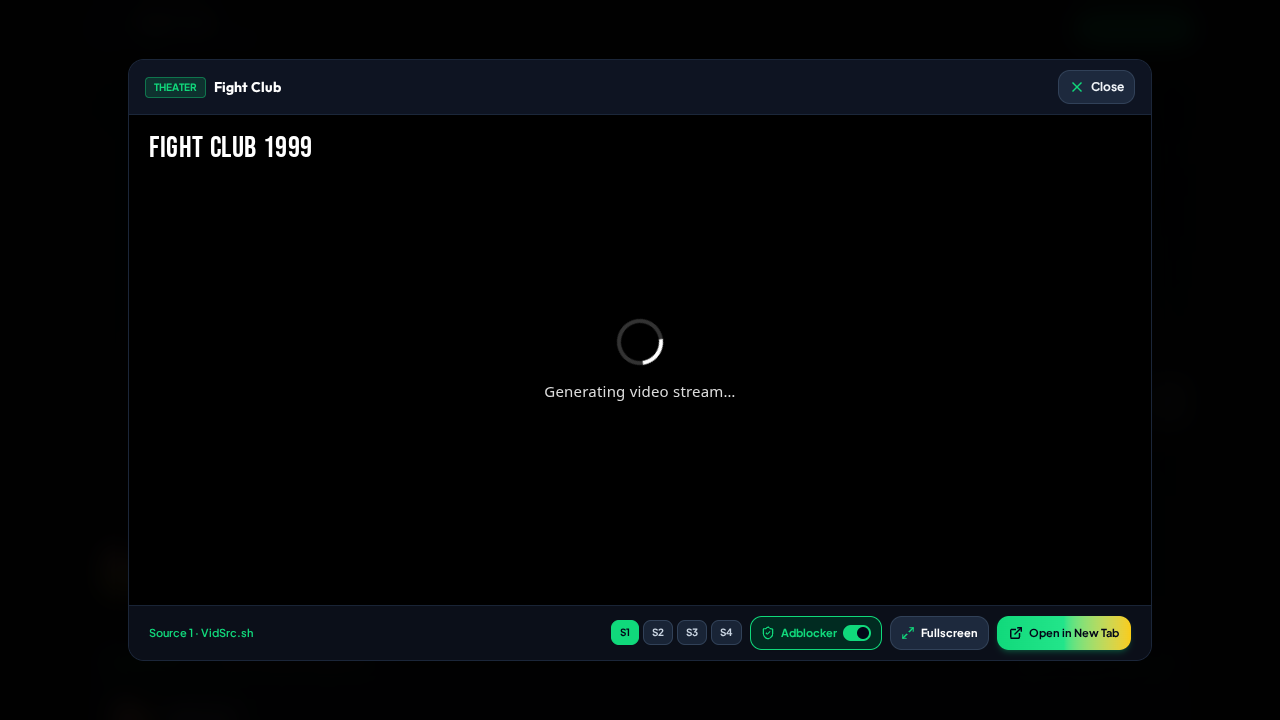 THEATER Fight Club
Close
FIGHT CLUB 1999
Generating video stream...
Source 1 · VidSrc.sh
S1 S2 S3 S4 Adblocker Fullscreen Open in New Tab